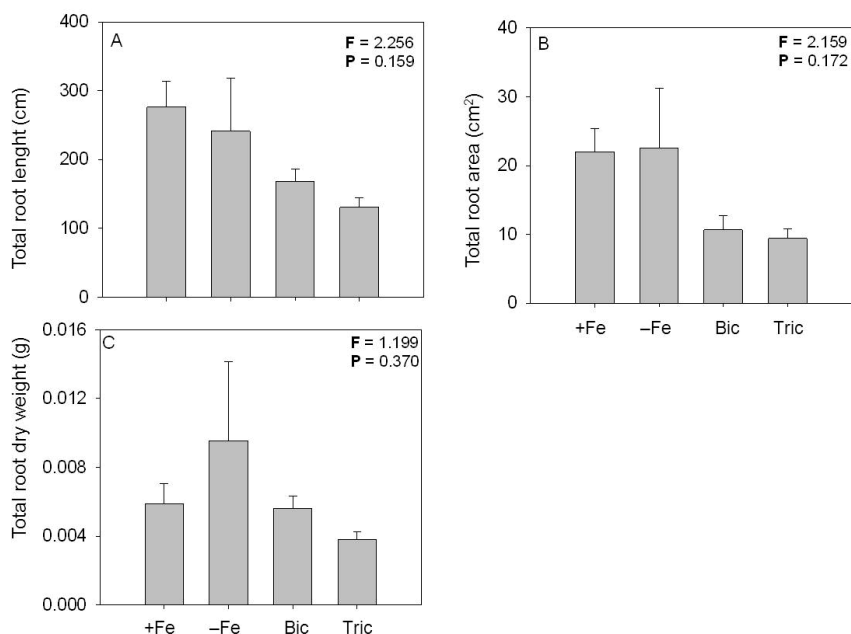 A
F = 2.256
P = 0.159
Total root lenght (cm)
400
300
200
100
0
B
F = 2.159
P = 0.172
Total root area (cm²)
40
30
20
10
0
+Fe –Fe Bic Tric
C
F = 1.199
P = 0.370
Total root dry weight (g)
0.016
0.012
0.008
0.004
0.000
+Fe –Fe Bic Tric